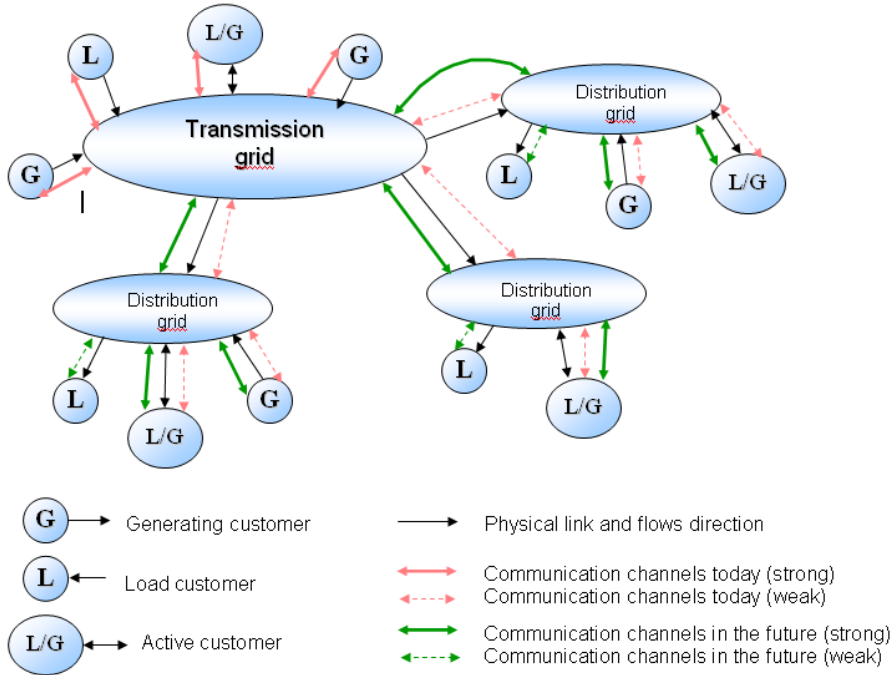 L
L/G
G
Transmission
grid
G
|
Distribution
grid
L
G
L/G
Distribution
grid
L
L/G
G
Distribution
grid
L
L/G
G Generating customer
L Load customer
L/G Active customer
Physical link and flows direction
Communication channels today (strong)
Communication channels today (weak)
Communication channels in the future (strong)
Communication channels in the future (weak)